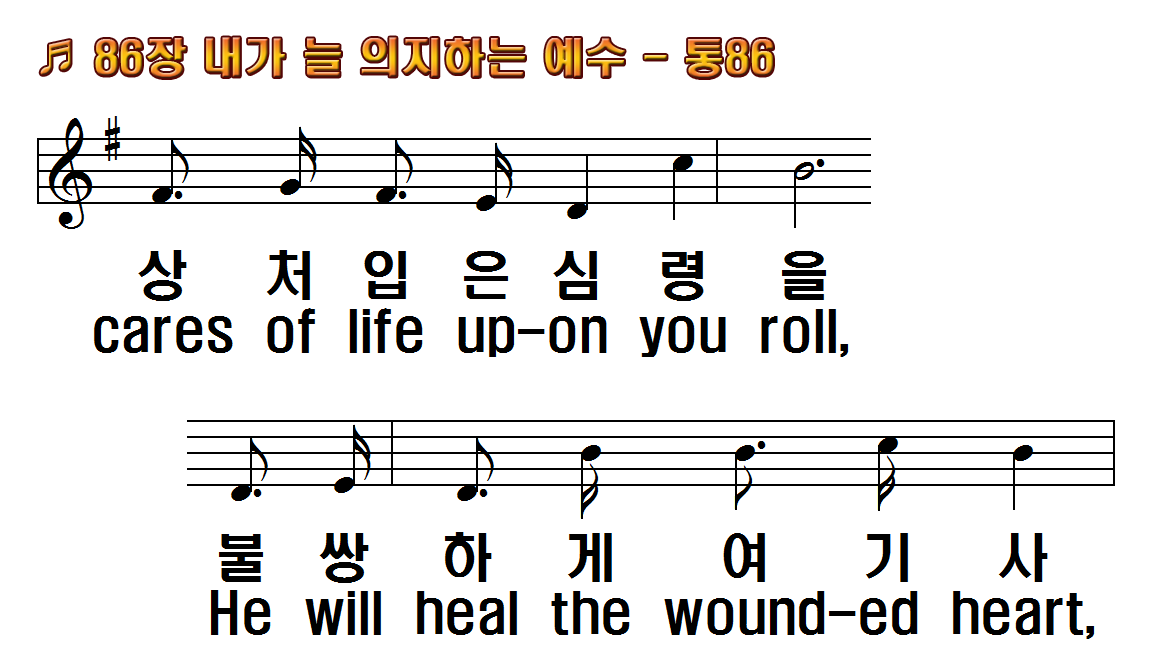 ♬ 86장 내가 늘 의지하는 예수 - 통86
상 처 입 은 심 령 을
cares of life up-on you roll,
불 쌍 하 게 여 기 사
He will heal the wound-ed heart,